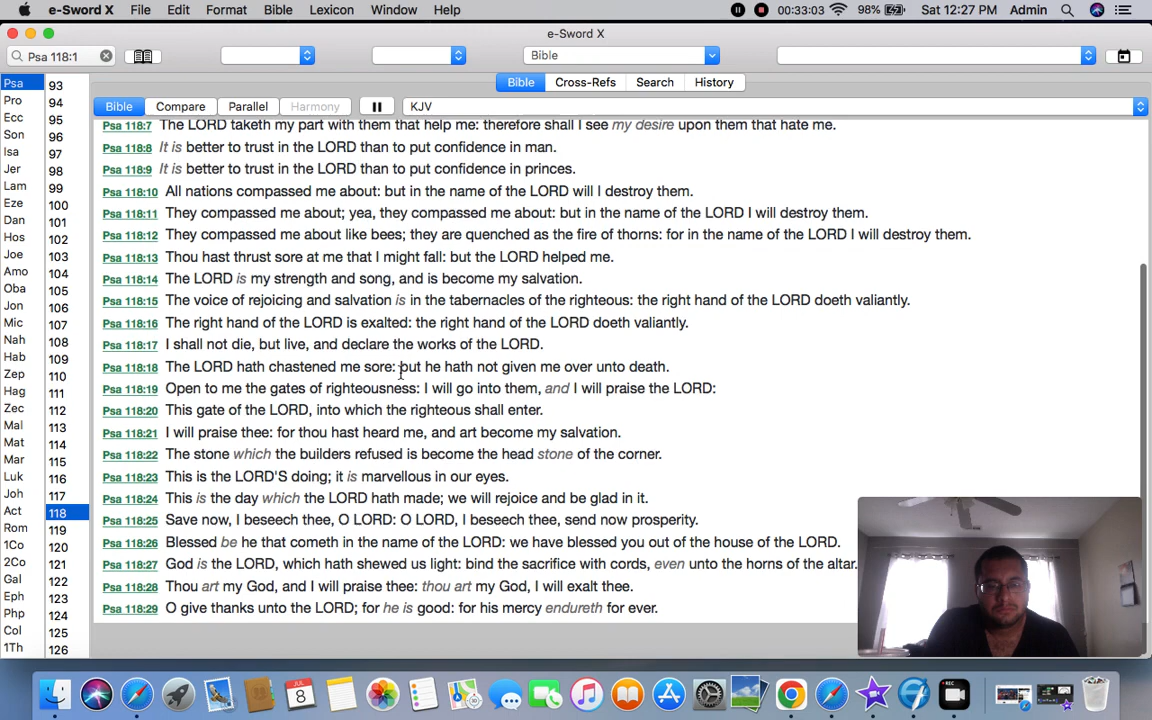 e-Sword X File Edit Format Bible Lexicon Window Help 00:33:03 98% Sat 12:27 PM Admin
e-Sword X
Psa 118:1 Bible
Bible Cross-Refs Search History
Bible Compare Parallel Harmony KJV
Psa
Pro
Ecc
Son
Isa
Jer
Lam
Eze
Dan
Hos
Joe
Amo
Oba
Jon
Mic
Nah
Hab
Zep
Hag
Zec
Mal
Mat
Mar
Luk
Joh
Act
Rom
1Co
2Co
Gal
Eph
Php
Col
1Th
93
94
95
96
97
98
99
100
101
102
103
104
105
106
107
108
109
110
111
112
113
114
115
116
117
118
119
120
121
122
123
124
125
126
Psa 118:7 The LORD taketh my part with them that help me: therefore shall I see my desire upon them that hate me.
Psa 118:8 It is better to trust in the LORD than to put confidence in man.
Psa 118:9 It is better to trust in the LORD than to put confidence in princes.
Psa 118:10 All nations compassed me about: but in the name of the LORD will I destroy them.
Psa 118:11 They compassed me about; yea, they compassed me about: but in the name of the LORD I will destroy them.
Psa 118:12 They compassed me about like bees; they are quenched as the fire of thorns: for in the name of the LORD I will destroy them.
Psa 118:13 Thou hast thrust sore at me that I might fall: but the LORD helped me.
Psa 118:14 The LORD is my strength and song, and is become my salvation.
Psa 118:15 The voice of rejoicing and salvation is in the tabernacles of the righteous: the right hand of the LORD doeth valiantly.
Psa 118:16 The right hand of the LORD is exalted: the right hand of the LORD doeth valiantly.
Psa 118:17 I shall not die, but live, and declare the works of the LORD.
Psa 118:18 The LORD hath chastened me sore: but he hath not given me over unto death.
Psa 118:19 Open to me the gates of righteousness: I will go into them, and I will praise the LORD:
Psa 118:20 This gate of the LORD, into which the righteous shall enter.
Psa 118:21 I will praise thee: for thou hast heard me, and art become my salvation.
Psa 118:22 The stone which the builders refused is become the head stone of the corner.
Psa 118:23 This is the LORD'S doing; it is marvellous in our eyes.
Psa 118:24 This is the day which the LORD hath made; we will rejoice and be glad in it.
Psa 118:25 Save now, I beseech thee, O LORD: O LORD, I beseech thee, send now prosperity.
Psa 118:26 Blessed be he that cometh in the name of the LORD: we have blessed you out of the house of the LORD.
Psa 118:27 God is the LORD, which hath shewed us light: bind the sacrifice with cords, even unto the horns of the altar.
Psa 118:28 Thou art my God, and I will praise thee: thou art my God, I will exalt thee.
Psa 118:29 O give thanks unto the LORD; for he is good: for his mercy endureth for ever.
JUL
8
REC